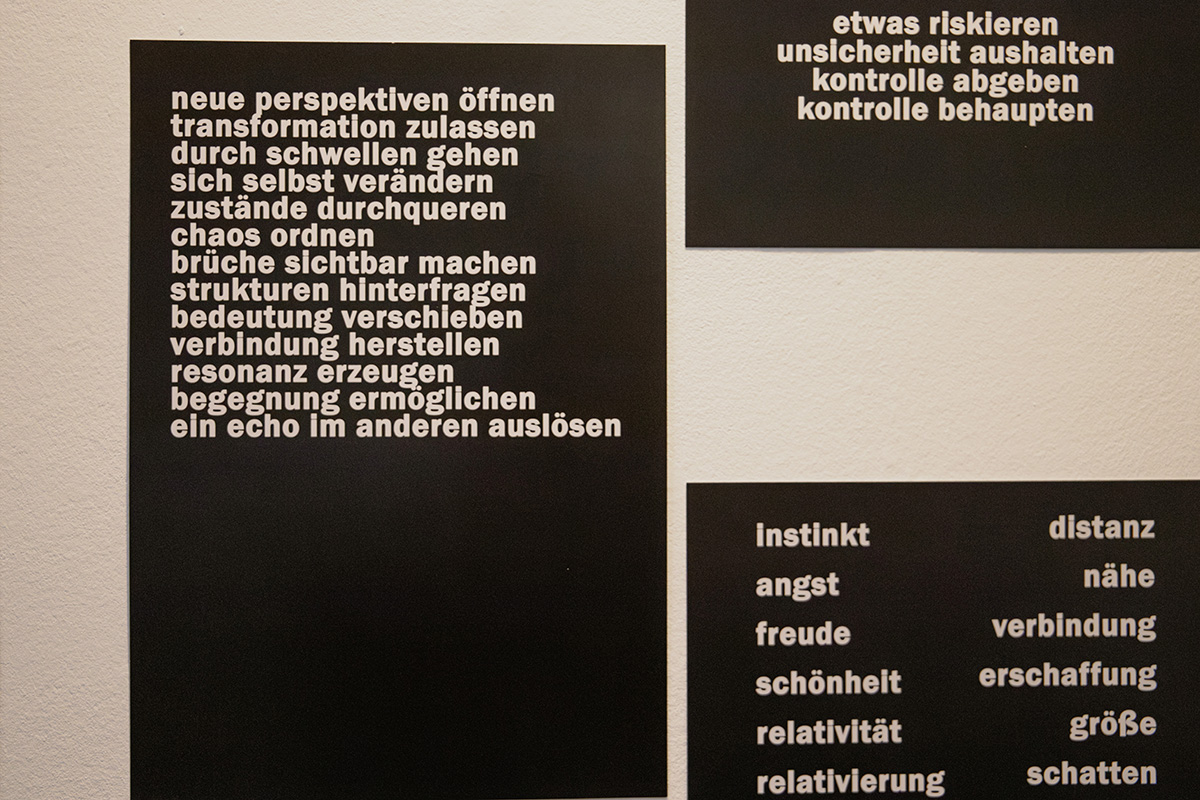 neue perspektiven öffnen
transformation zulassen
durch schwellen gehen
sich selbst verändern
zustände durchqueren
chaos ordnen
brüche sichtbar machen
strukturen hinterfragen
bedeutung verschieben
verbindung herstellen
resonanz erzeugen
begegnung ermöglichen
ein echo im anderen auslösen
etwas riskieren
unsicherheit aushalten
kontrolle abgeben
kontrolle behaupten
instinkt distanz
angst nähe
freude verbindung
schönheit erschaffung
relativität größe
relativierung schatten